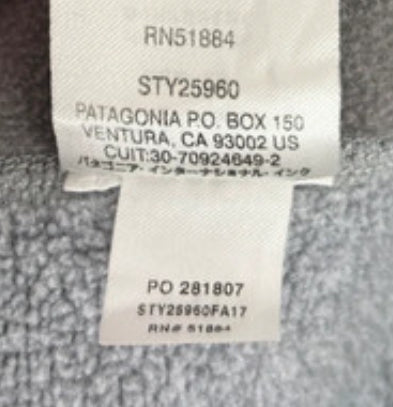 RN51884
STY25960
PATAGONIA P.O. BOX 150
VENTURA, CA 93002 US
CUIT:30-70924649-2
パタゴニア・インターナショナル・インク
PO 281807
STY25960FA17
RN# 51884